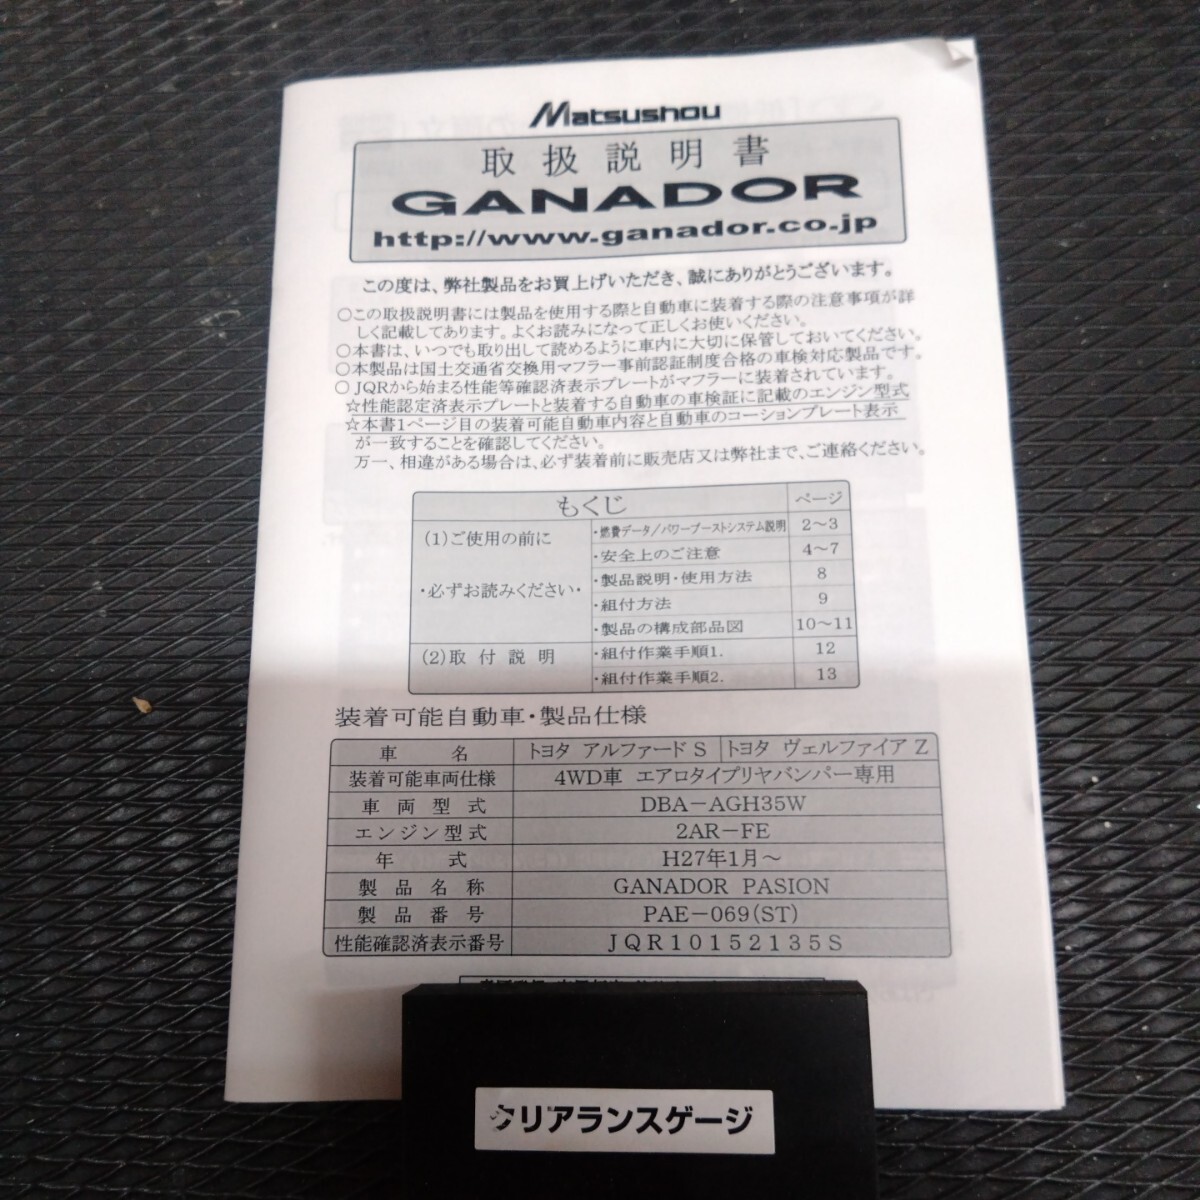 Matsushou
取扱説明書
GANADOR
http://www.ganador.co.jp
この度は、弊社製品をお買上げいただき、誠にありがとうございます。
○この取扱説明書には製品を使用する際と自動車に装着する際の注意事項が詳
しく記載してあります。よくお読みになって正しくお使いください。
○本書は、いつでも取り出して読めるように車内に大切に保管しておいてください。
○本製品は国土交通省交換用マフラー事前認証制度合格の車検対応製品です。
○JQRから始まる性能等確認済表示プレートがマフラーに装着されています。
☆性能認定済表示プレートと装着する自動車の車検証に記載のエンジン型式
☆本書1ページ目の装着可能自動車内容と自動車のコーションプレート表示
が一致することを確認してください。
万一、相違がある場合は、必ず装着前に販売店又は弊社まで、ご連絡ください。
もくじ ページ
(1)ご使用の前に ・燃費データ/パワーブーストシステム説明 2～3
・安全上のご注意 4～7
・必ずお読みください・ ・製品説明・使用方法 8
・組付方法 9
・製品の構成部品図 10～11
(2)取付説明 ・組付作業手順1. 12
・組付作業手順2. 13
装着可能自動車・製品仕様
車名 トヨタ アルファード S トヨタ ヴェルファイア Z
装着可能車両仕様 4WD車 エアロタイプリヤバンパー専用
車両型式 DBA－AGH35W
エンジン型式 2AR－FE
年式 H27年1月～
製品名称 GANADOR PASION
製品番号 PAE－069(ST)
性能確認済表示番号 JQR10152135S
クリアランスゲージ